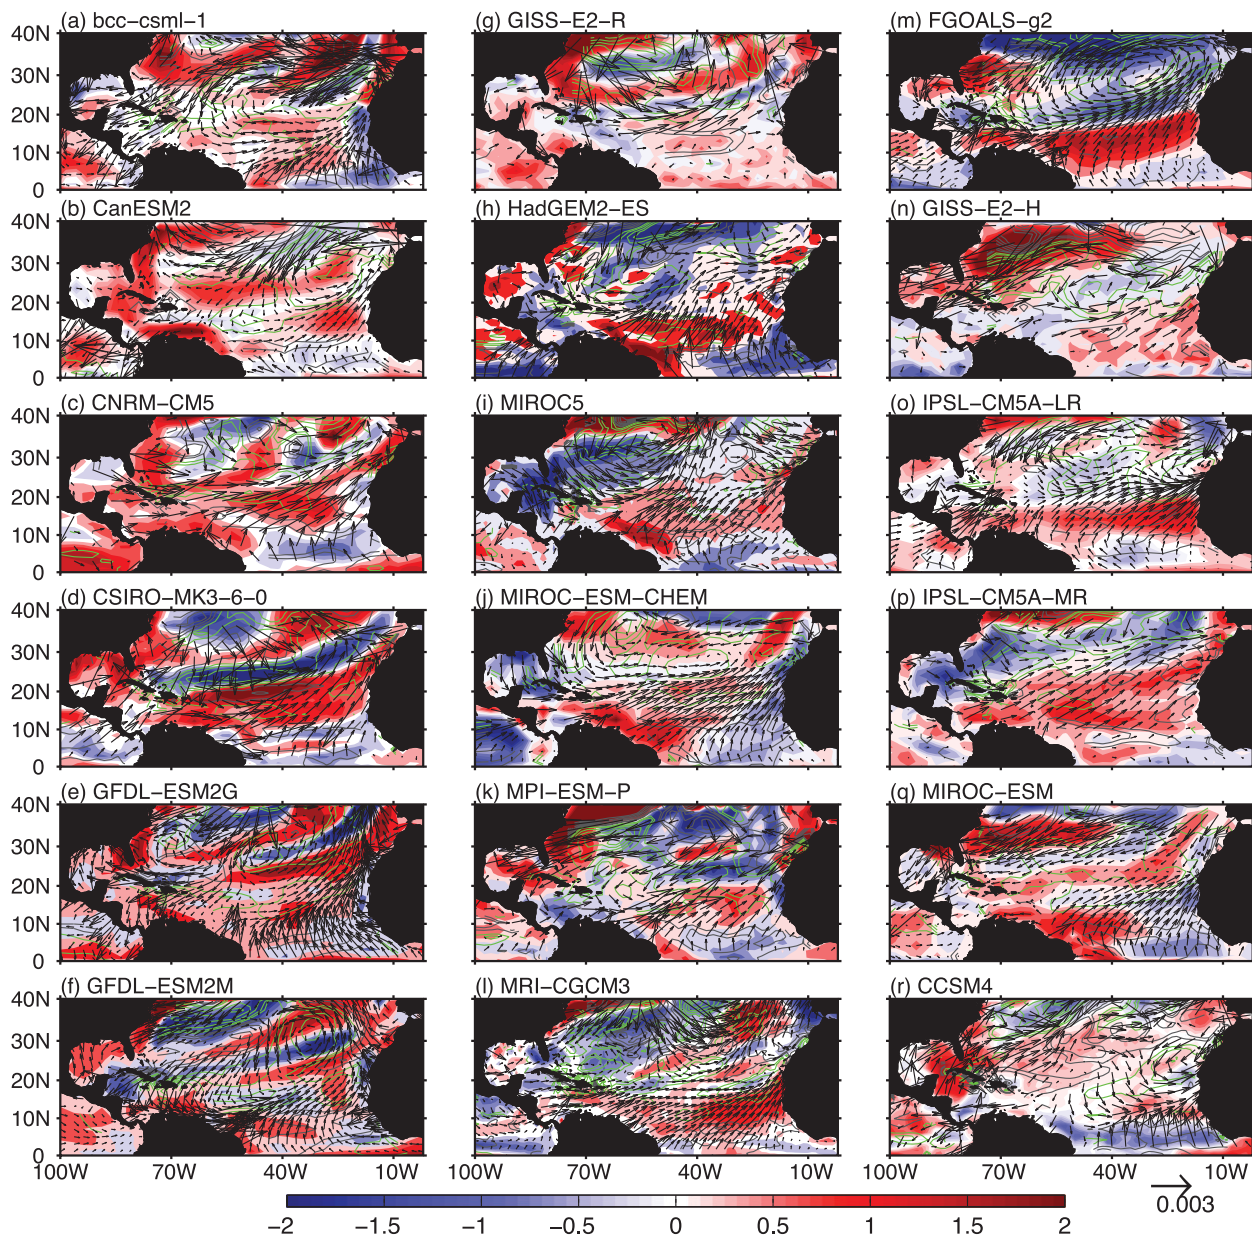 (a) bcc-csml-1 (g) GISS-E2-R (m) FGOALS-g2
40N
30N
20N
10N
0
(b) CanESM2 (h) HadGEM2-ES (n) GISS-E2-H
40N
30N
20N
10N
0
(c) CNRM-CM5 (i) MIROC5 (o) IPSL-CM5A-LR
40N
30N
20N
10N
0
(d) CSIRO-MK3-6-0 (j) MIROC-ESM-CHEM (p) IPSL-CM5A-MR
40N
30N
20N
10N
0
(e) GFDL-ESM2G (k) MPI-ESM-P (q) MIROC-ESM
40N
30N
20N
10N
0
(f) GFDL-ESM2M (l) MRI-CGCM3 (r) CCSM4
40N
30N
20N
10N
0
100W 70W 40W 10W 100W 70W 40W 10W 100W 70W 40W 10W
0.003
−2 −1.5 −1 −0.5 0 0.5 1 1.5 2